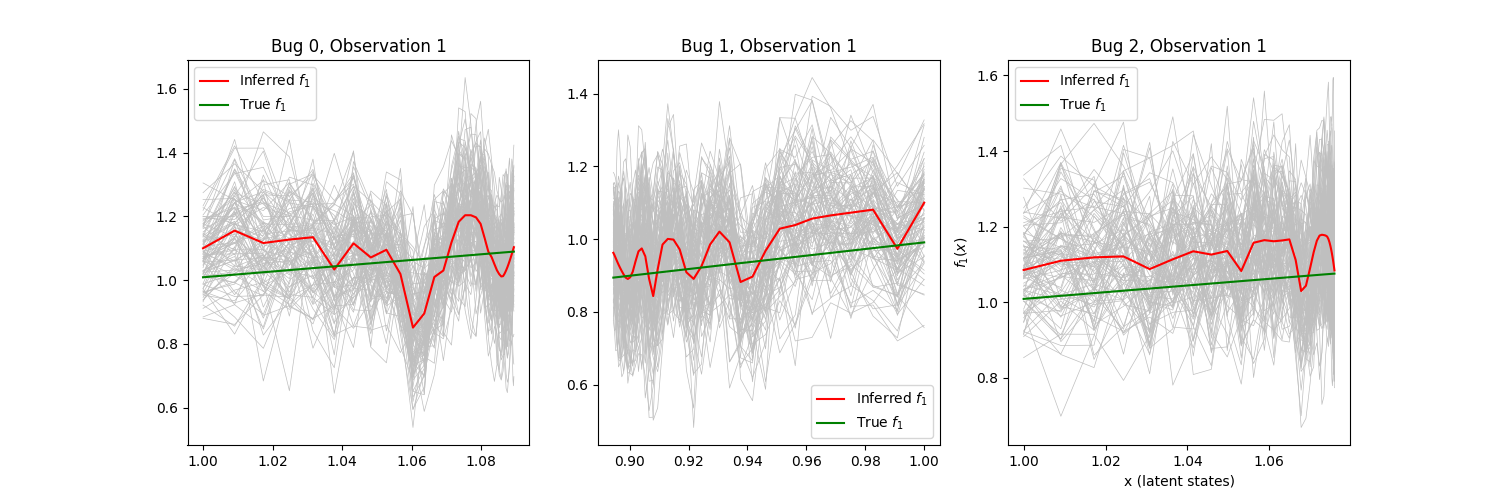 Bug 0, Observation 1
Inferred f₁
True f₁
1.6
1.4
1.2
1.0
0.8
0.6
1.00 1.02 1.04 1.06 1.08
Bug 1, Observation 1
1.4
1.2
1.0
0.8
0.6
Inferred f₁
True f₁
0.90 0.92 0.94 0.96 0.98 1.00
Bug 2, Observation 1
Inferred f₁
True f₁
1.6
1.4
1.2
1.0
0.8
f₁(x)
1.00 1.02 1.04 1.06
x (latent states)